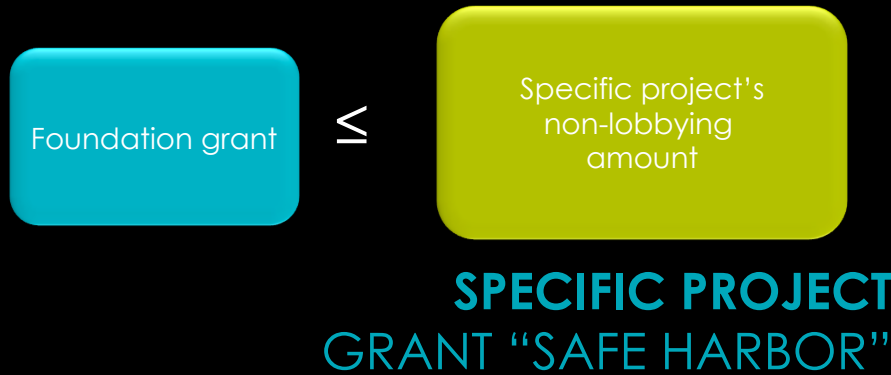 Foundation grant
≤
Specific project’s
non-lobbying
amount
SPECIFIC PROJECT
GRANT “SAFE HARBOR”